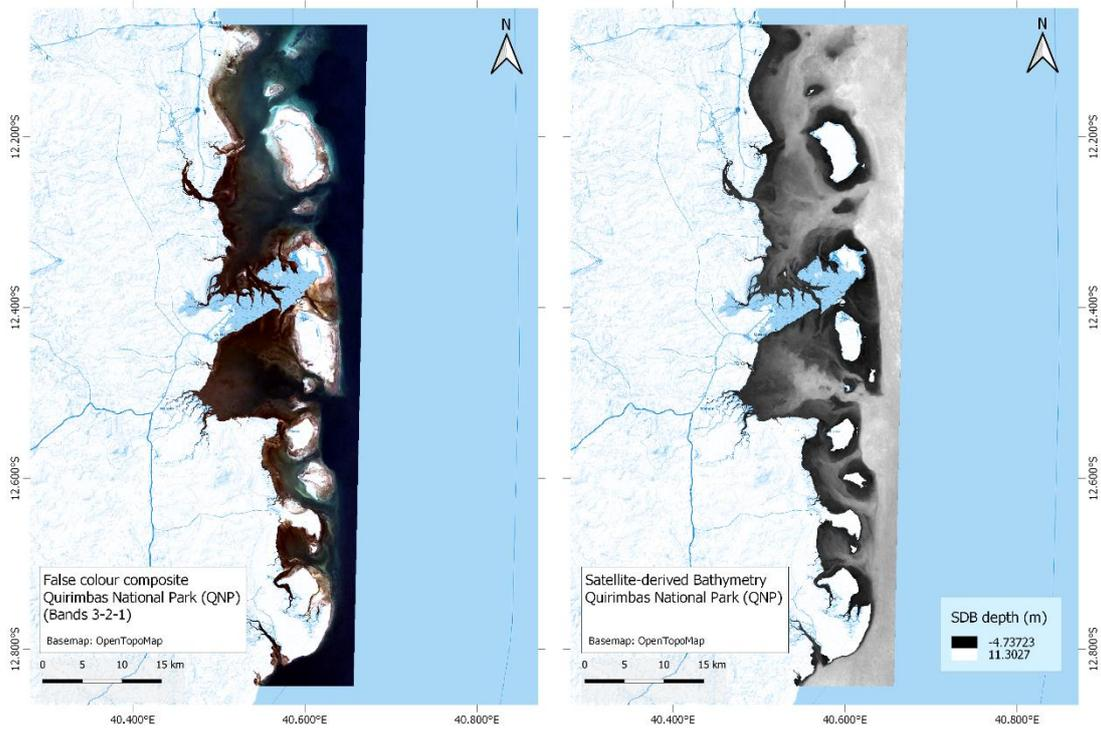 N
12.200°S
12.400°S
12.600°S
12.800°S
False colour composite
Quirimbas National Park (QNP)
(Bands 3-2-1)
Basemap: OpenTopoMap
0 5 10 15 km
40.400°E 40.600°E 40.800°E
N
Satellite-derived Bathymetry
Quirimbas National Park (QNP)
Basemap: OpenTopoMap
0 5 10 15 km
SDB depth (m)
-4.73723
11.3027
12.200°S
12.400°S
12.600°S
12.800°S
40.400°E 40.600°E 40.800°E